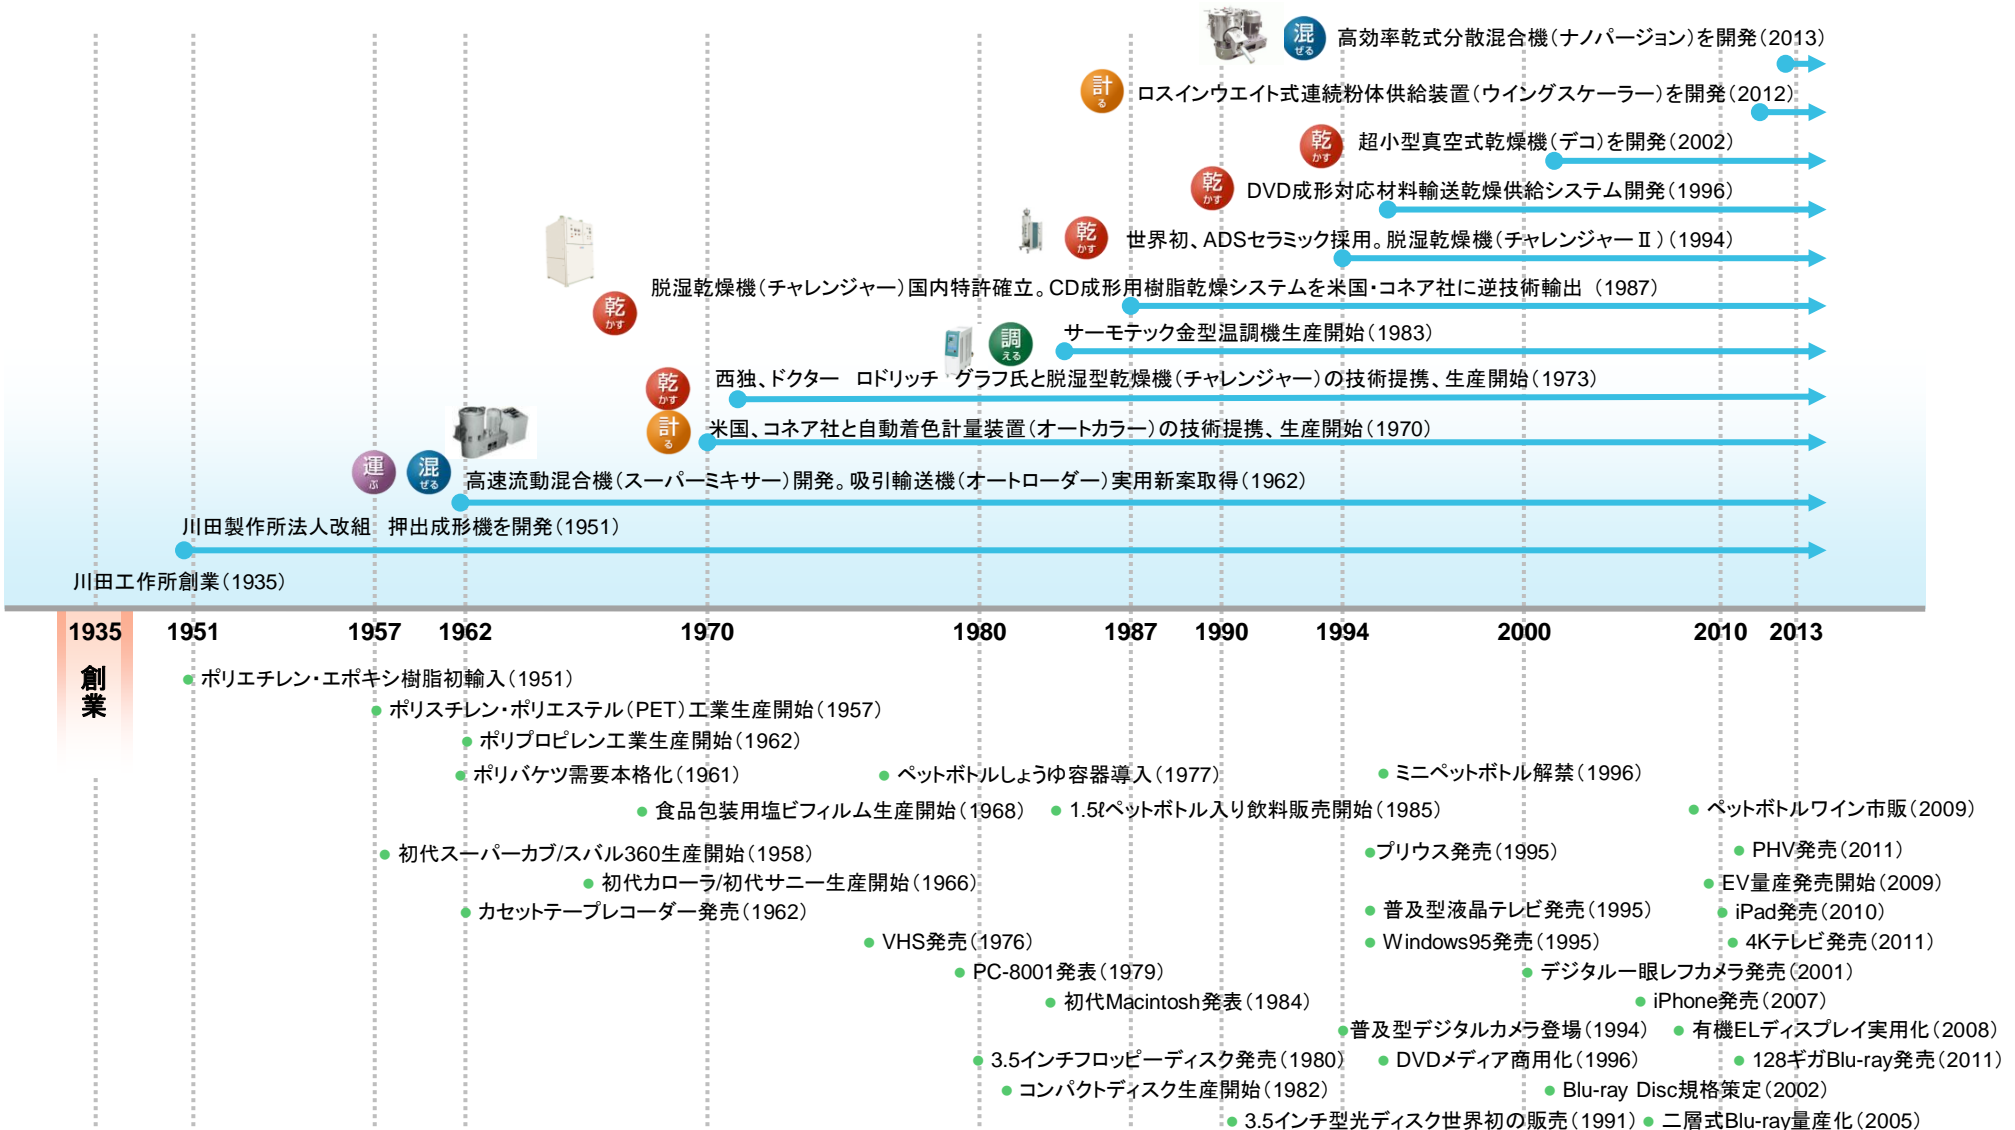 混
ぜる
高効率乾式分散混合機（ナノパージョン）を開発（2013）
計
る
ロスインウエイト式連続粉体供給装置（ウイングスケーラー）を開発（2012）
乾
かす
超小型真空式乾燥機（デコ）を開発（2002）
乾
かす
DVD成形対応材料輸送乾燥供給システム開発（1996）
乾
かす
世界初、ADSセラミック採用。脱湿乾燥機（チャレンジャーⅡ）（1994）
乾
かす
脱湿乾燥機（チャレンジャー）国内特許確立。CD成形用樹脂乾燥システムを米国・コネア社に逆技術輸出 （1987）
調
える
サーモテック金型温調機生産開始（1983）
乾
かす
西独、ドクター　ロドリッチ　グラフ氏と脱湿型乾燥機（チャレンジャー）の技術提携、生産開始（1973）
計
る
米国、コネア社と自動着色計量装置（オートカラー）の技術提携、生産開始（1970）
運
ぶ
混
ぜる
高速流動混合機（スーパーミキサー）開発。吸引輸送機（オートローダー）実用新案取得（1962）
川田製作所法人改組　押出成形機を開発（1951）
川田工作所創業（1935）
1935 1951 1957 1962 1970 1980 1987 1990 1994 2000 2010 2013
創業
ポリエチレン・エポキシ樹脂初輸入（1951）
ポリスチレン・ポリエステル（PET）工業生産開始（1957）
ポリプロピレン工業生産開始（1962）
ポリバケツ需要本格化（1961）
ペットボトルしょうゆ容器導入（1977）
ミニペットボトル解禁（1996）
食品包装用塩ビフィルム生産開始（1968）
1.5ℓペットボトル入り飲料販売開始（1985）
ペットボトルワイン市販（2009）
初代スーパーカブ/スバル360生産開始（1958）
プリウス発売（1995）
PHV発売（2011）
初代カローラ/初代サニー生産開始（1966）
EV量産発売開始（2009）
カセットテープレコーダー発売（1962）
普及型液晶テレビ発売（1995）
iPad発売（2010）
VHS発売（1976）
Windows95発売（1995）
4Kテレビ発売（2011）
PC-8001発表（1979）
デジタル一眼レフカメラ発売（2001）
初代Macintosh発表（1984）
iPhone発売（2007）
普及型デジタルカメラ登場（1994）
有機ELディスプレイ実用化（2008）
3.5インチフロッピーディスク発売（1980）
DVDメディア商用化（1996）
128ギガBlu-ray発売（2011）
コンパクトディスク生産開始（1982）
Blu-ray Disc規格策定（2002）
3.5インチ型光ディスク世界初の販売（1991）
二層式Blu-ray量産化（2005）